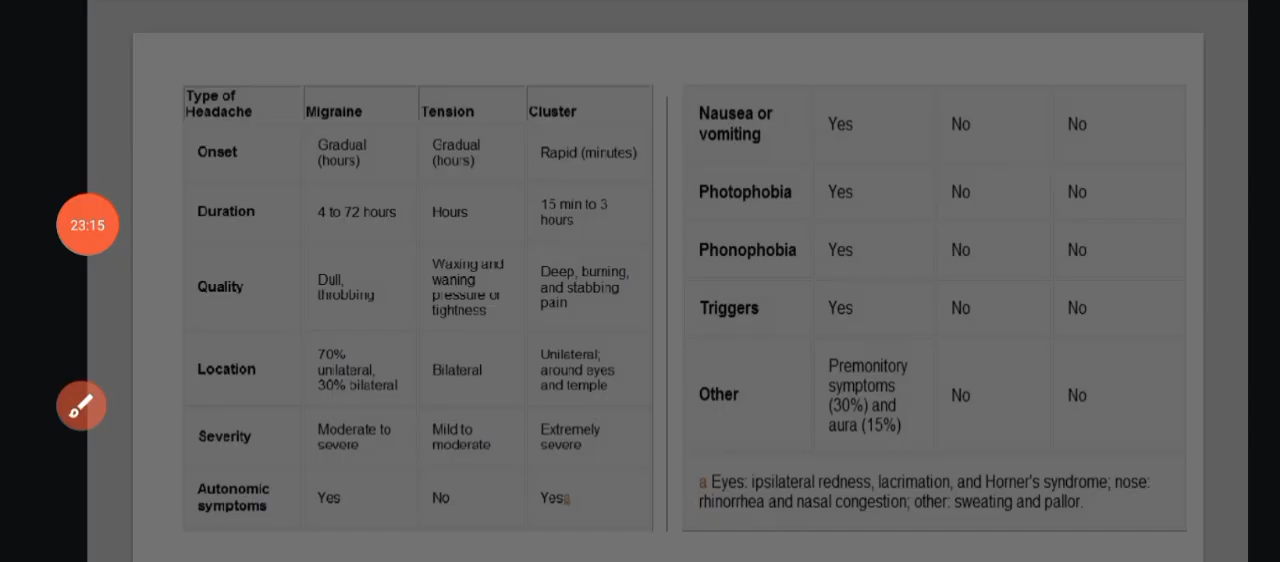 Type of
Headache
Migraine
Tension
Cluster
Onset
Gradual
(hours)
Gradual
(hours)
Rapid (minutes)
Duration
4 to 72 hours
Hours
15 min to 3
hours
Quality
Dull,
throbbing
Waxing and
waning
pressure or
tightness
Deep, burning,
and stabbing
pain
Location
70%
unilateral,
30% bilateral
Bilateral
Unilateral;
around eyes
and temple
Severity
Moderate to
severe
Mild to
moderate
Extremely
severe
Autonomic
symptoms
Yes
No
Yesa
Nausea or
vomiting
Yes
No
No
Photophobia
Yes
No
No
Phonophobia
Yes
No
No
Triggers
Yes
No
No
Other
Premonitory
symptoms
(30%) and
aura (15%)
No
No
a Eyes: ipsilateral redness, lacrimation, and Horner's syndrome; nose:
rhinorrhea and nasal congestion; other: sweating and pallor.
23:15